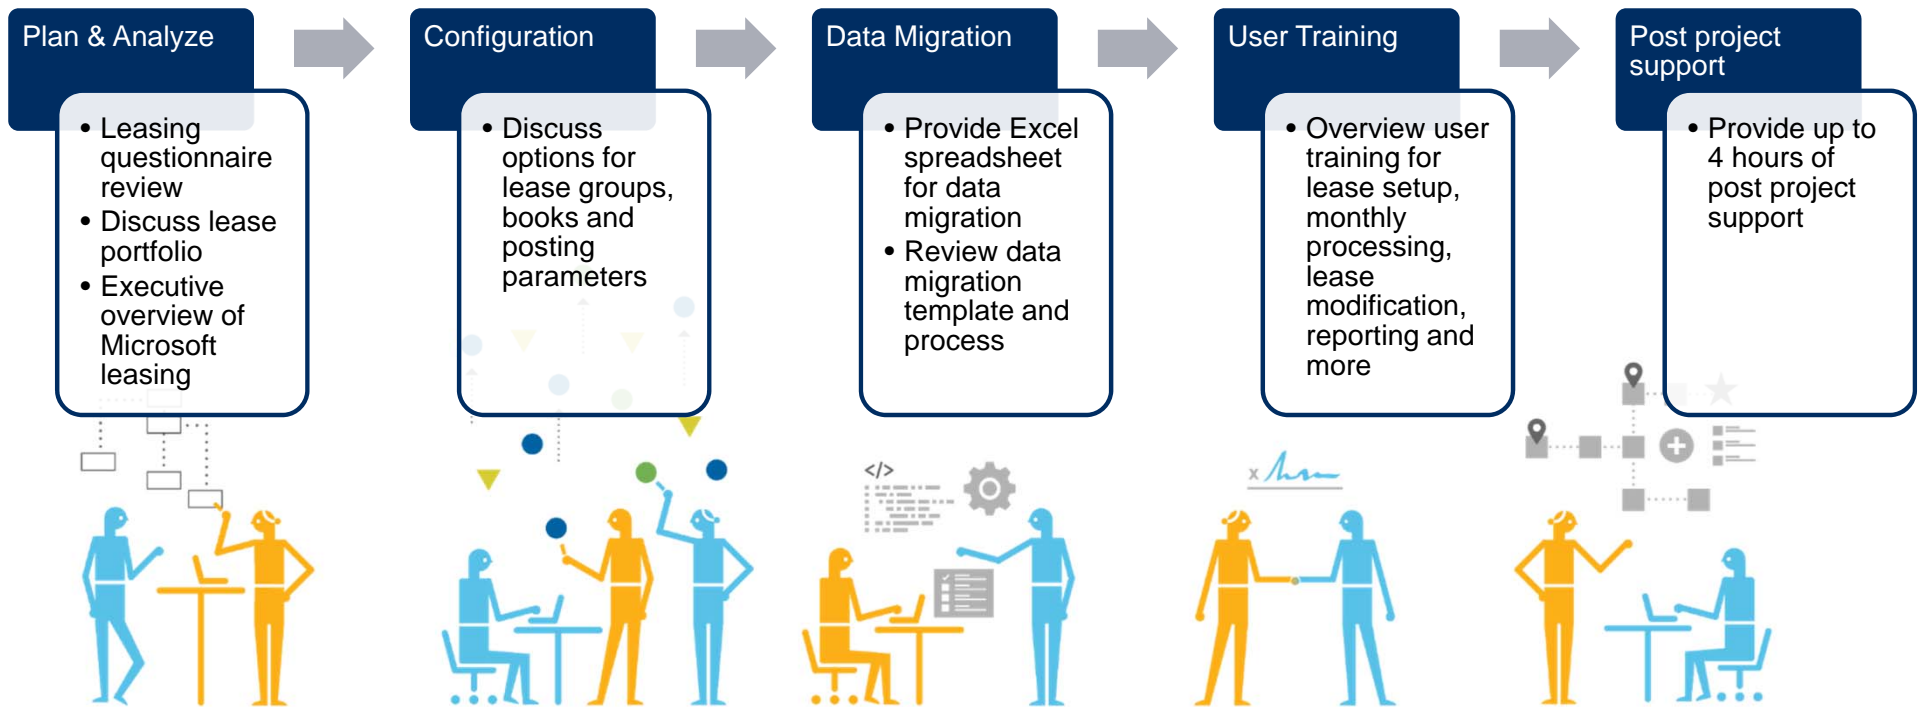 Plan & Analyze
• Leasing
questionnaire
review
• Discuss lease
portfolio
• Executive
overview of
Microsoft
leasing
Configuration
• Discuss
options for
lease groups,
books and
posting
parameters
Data Migration
• Provide Excel
spreadsheet
for data
migration
• Review data
migration
template and
process
User Training
• Overview user
training for
lease setup,
monthly
processing,
lease
modification,
reporting and
more
Post project
support
• Provide up to
4 hours of
post project
support
</>
x